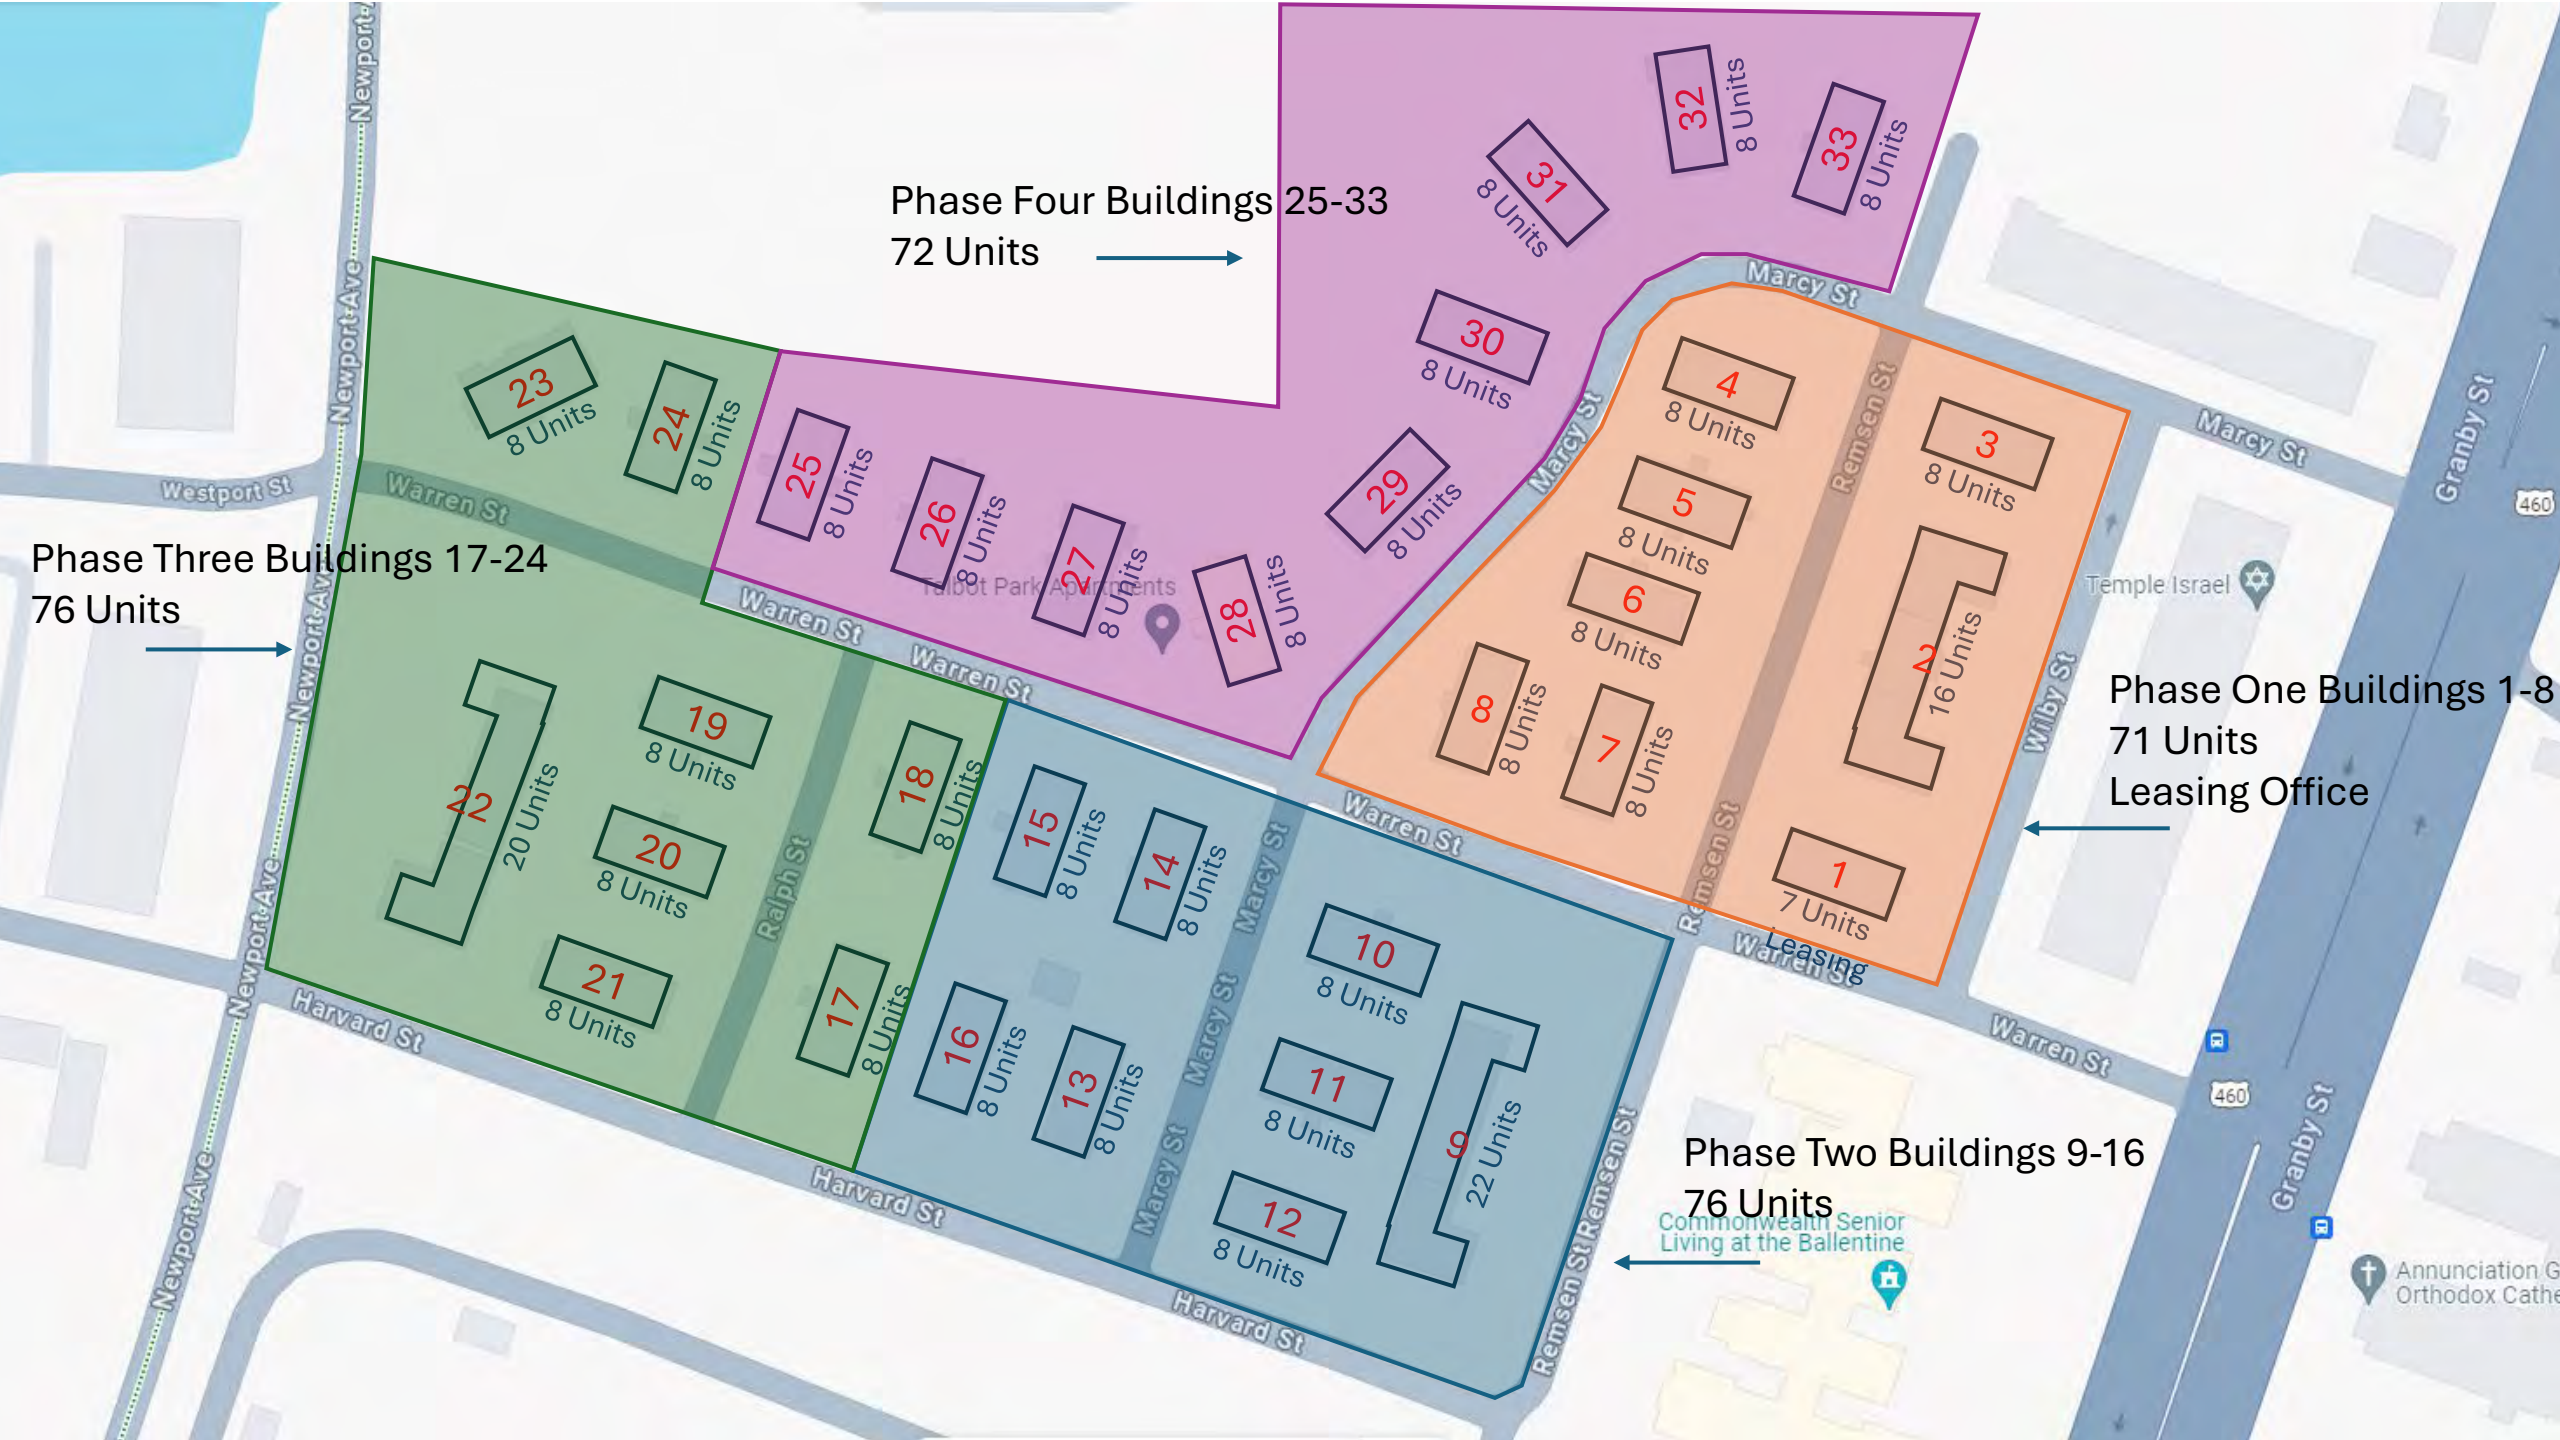 Newport-
Newport-Ave
Phase Four Buildings 25-33
72 Units
32
8 Units
33
8 Units
31
8 Units
30
8 Units
29
8 Units
28
8 Units
27
8 Units
26
8 Units
25
8 Units
Talbot Park Apartments
Marcy St
Marcy St
Marcy St
Granby St
460
23
8 Units
24
8 Units
Westport St
Warren St
Phase Three Buildings 17-24
76 Units
Newport-Ave
Warren St
Warren St
4
8 Units
5
8 Units
6
8 Units
8
8 Units
7
8 Units
3
8 Units
2
16 Units
1
7 Units
Leasing
Remsen St
Remsen St
Wilby St
Temple Israel
Phase One Buildings 1-8
71 Units
Leasing Office
Warren St
Warren St
Warren St
22
20 Units
19
8 Units
20
8 Units
21
8 Units
18
8 Units
17
8 Units
Ralph St
Newport-Ave
Harvard St
15
8 Units
14
8 Units
16
8 Units
13
8 Units
Marcy St
Marcy St
Marcy St
10
8 Units
11
8 Units
12
8 Units
9
22 Units
Harvard St
Harvard St
Remsen St
Remsen St
Phase Two Buildings 9-16
76 Units
Commonwealth Senior
Living at the Ballentine
460
Granby St
Annunciation G
Orthodox Cathe
Newport-Ave